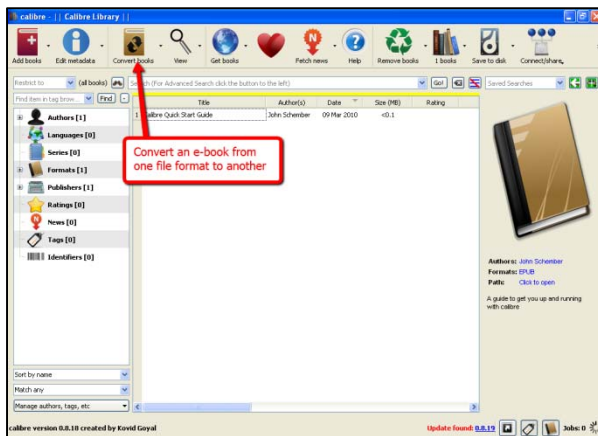 calibre - || Calibre Library ||
Add books Edit metadata Convert books View Get books Fetch news Help Remove books 1 books Save to disk Connect/share
Restrict to (all books) Search (For Advanced Search click the button to the left) Go! Saved Searches
Find item in tag brow... Find
Title Author(s) Date Size (MB) Rating
1 Calibre Quick Start Guide John Schember 09 Mar 2010 <0.1
Authors [1]
Languages [0]
Series [0]
Formats [1]
Publishers [1]
Ratings [0]
News [0]
Tags [0]
Identifiers [0]
Convert an e-book from
one file format to another
Authors: John Schember
Formats: EPUB
Path: Click to open
A guide to get you up and running
with calibre
Sort by name
Match any
Manage authors, tags, etc
calibre version 0.8.18 created by Kovid Goyal Update found: 0.8.19 Jobs: 0